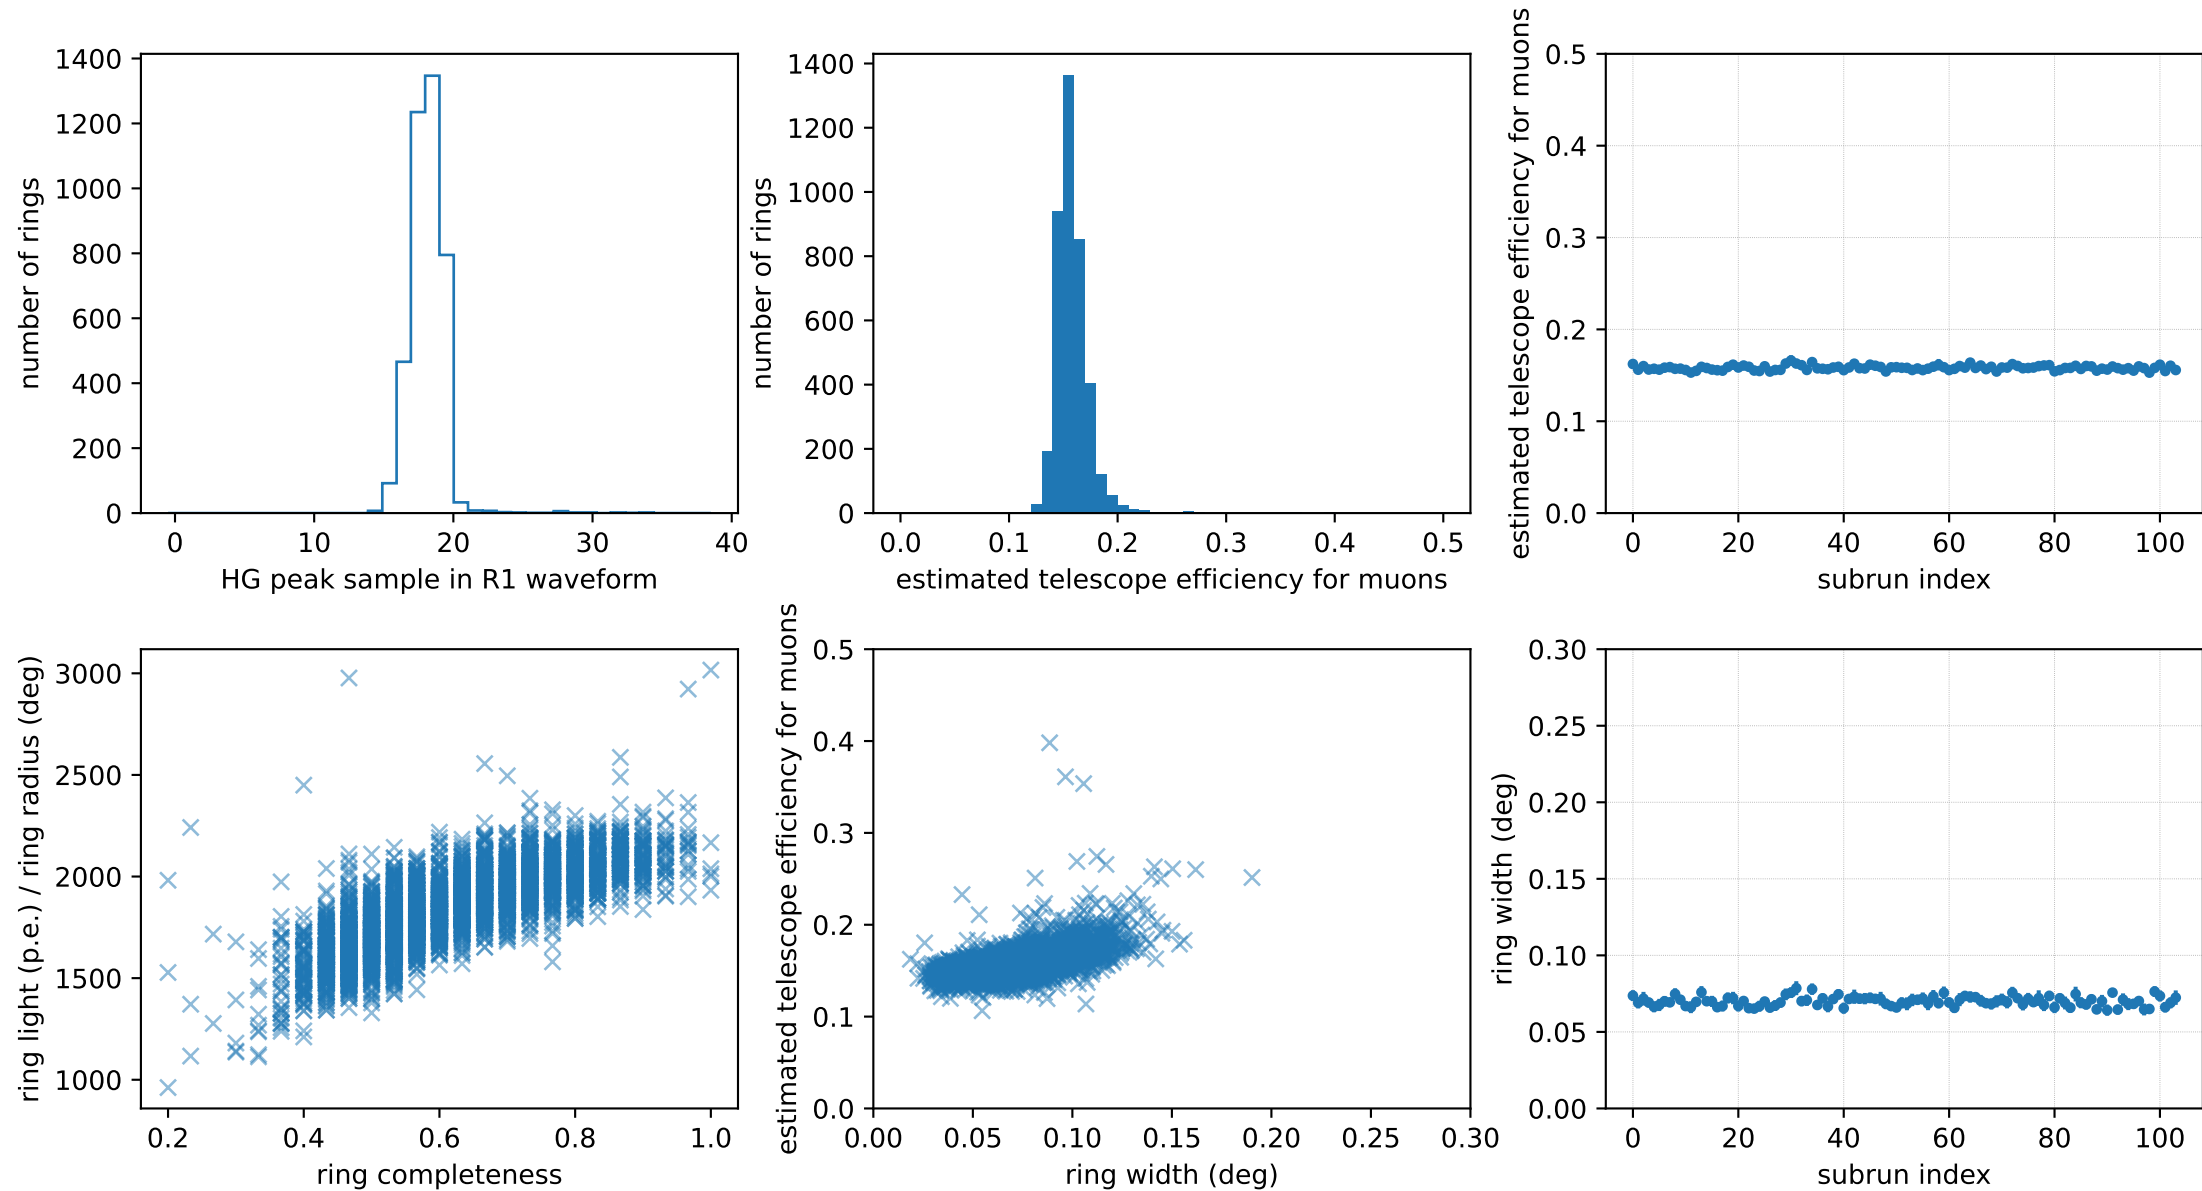 number of rings
1400
1200
1000
800
600
400
200
0
0 10 20 30 40
HG peak sample in R1 waveform
number of rings
1400
1200
1000
800
600
400
200
0
0.0 0.1 0.2 0.3 0.4 0.5
estimated telescope efficiency for muons
estimated telescope efficiency for muons
0.5
0.4
0.3
0.2
0.1
0.0
0 20 40 60 80 100
subrun index
ring light (p.e.) / ring radius (deg)
3000
2500
2000
1500
1000
0.2 0.4 0.6 0.8 1.0
ring completeness
estimated telescope efficiency for muons
0.5
0.4
0.3
0.2
0.1
0.0
0.00 0.05 0.10 0.15 0.20 0.25 0.30
ring width (deg)
ring width (deg)
0.30
0.25
0.20
0.15
0.10
0.05
0.00
0 20 40 60 80 100
subrun index